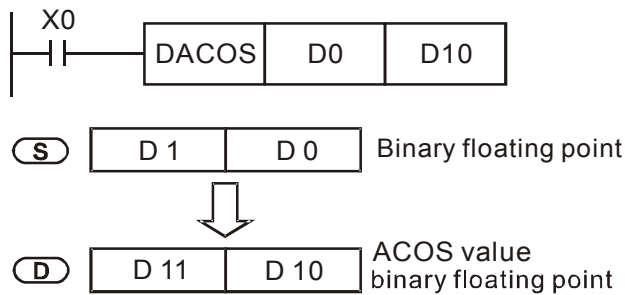 X0
DACOS D0 D10
S D 1 D 0 Binary floating point
D D 11 D 10 ACOS value
binary floating point